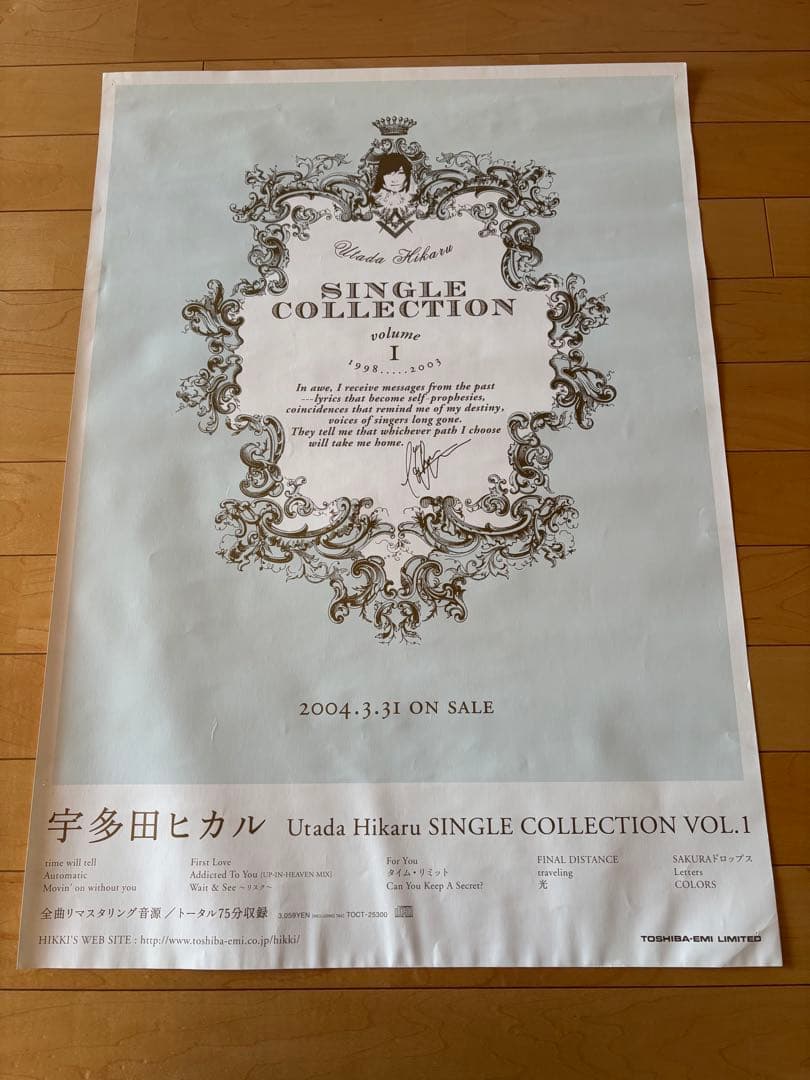 Utada Hikaru
SINGLE
COLLECTION
volume
I
1998.....2003
In awe, I receive messages from the past
---lyrics that become self-prophesies,
coincidences that remind me of my destiny,
voices of singers long gone.
They tell me that whichever path I choose
will take me home.
2004.3.31 ON SALE
宇多田ヒカル Utada Hikaru SINGLE COLLECTION VOL.1
time will tell
Automatic
Movin' on without you
First Love
Addicted To You [UP-IN-HEAVEN MIX]
Wait & See ～リスク～
For You
タイム・リミット
Can You Keep A Secret?
FINAL DISTANCE
traveling
光
SAKURAドロップス
Letters
COLORS
全曲リマスタリング音源／トータル75分収録 3,059YEN [INCLUDING TAX] TOCT-25300
HIKKI'S WEB SITE : http://www.toshiba-emi.co.jp/hikki/
TOSHIBA-EMI LIMITED